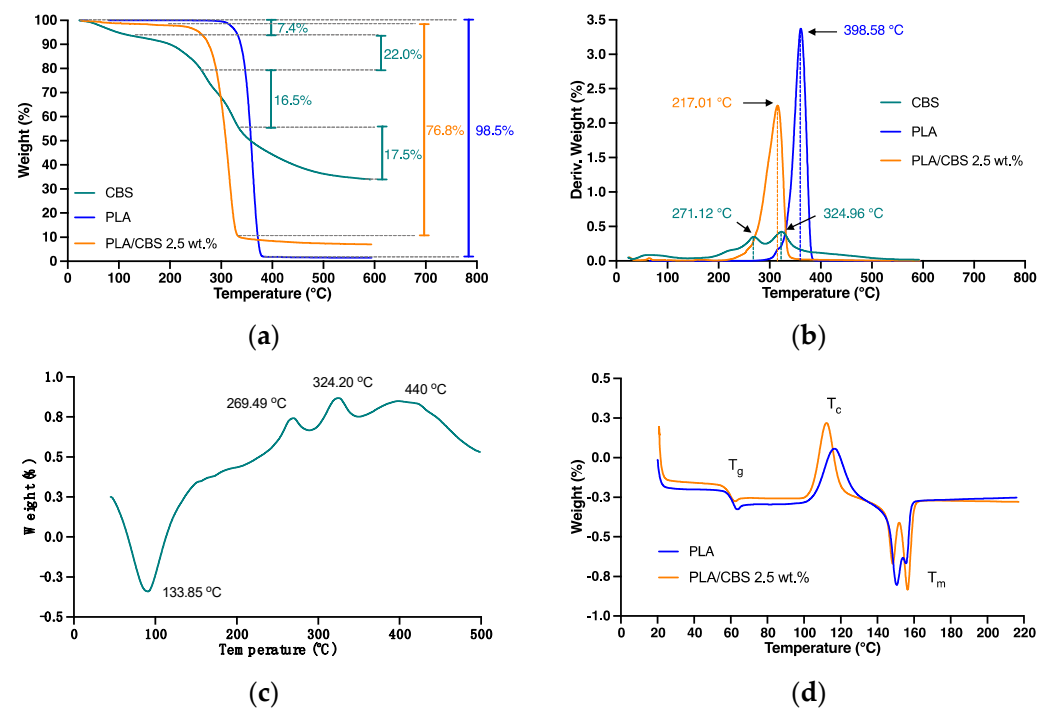 100
90
80
70
60
50
40
30
20
10
0
Weight (%)
7.4%
22.0%
16.5%
17.5%
76.8%
98.5%
CBS
PLA
PLA/CBS 2.5 wt.%
0 100 200 300 400 500 600 700 800
Temperature (°C)
(a)
3.5
3.0
2.5
2.0
1.5
1.0
0.5
0.0
Deriv. Weight (%)
398.58 °C
217.01 °C
271.12 °C
324.96 °C
CBS
PLA
PLA/CBS 2.5 wt.%
0 100 200 300 400 500 600 700 800
Temperature (°C)
(b)
1.0
0.8
0.5
0.3
0.0
-0.3
-0.5
Weight (%)
269.49 °C
324.20 °C
440 °C
133.85 °C
0 100 200 300 400 500
Temperature (°C)
(c)
0.5
0.3
0.0
-0.3
-0.5
-0.8
-1.0
Weight (%)
Tg
Tc
Tm
PLA
PLA/CBS 2.5 wt.%
0 20 40 60 80 100 120 140 160 180 200 220
Temperature (°C)
(d)